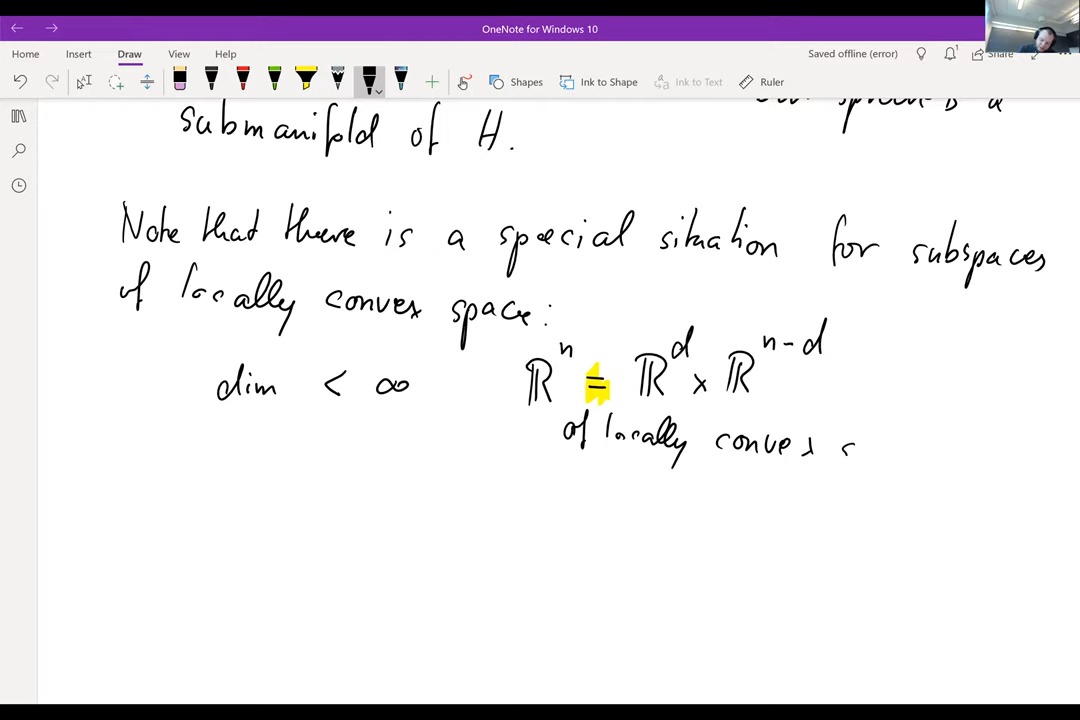 OneNote for Windows 10
Home Insert Draw View Help Saved offline (error) 1 Share
Shapes Ink to Shape Ink to Text Ruler
is a
submanifold of H.
Note that there is a special situation for subspaces
of locally convex space:
dim < ∞ ℝⁿ = ℝᵈ × ℝⁿ⁻ᵈ
of locally convex s